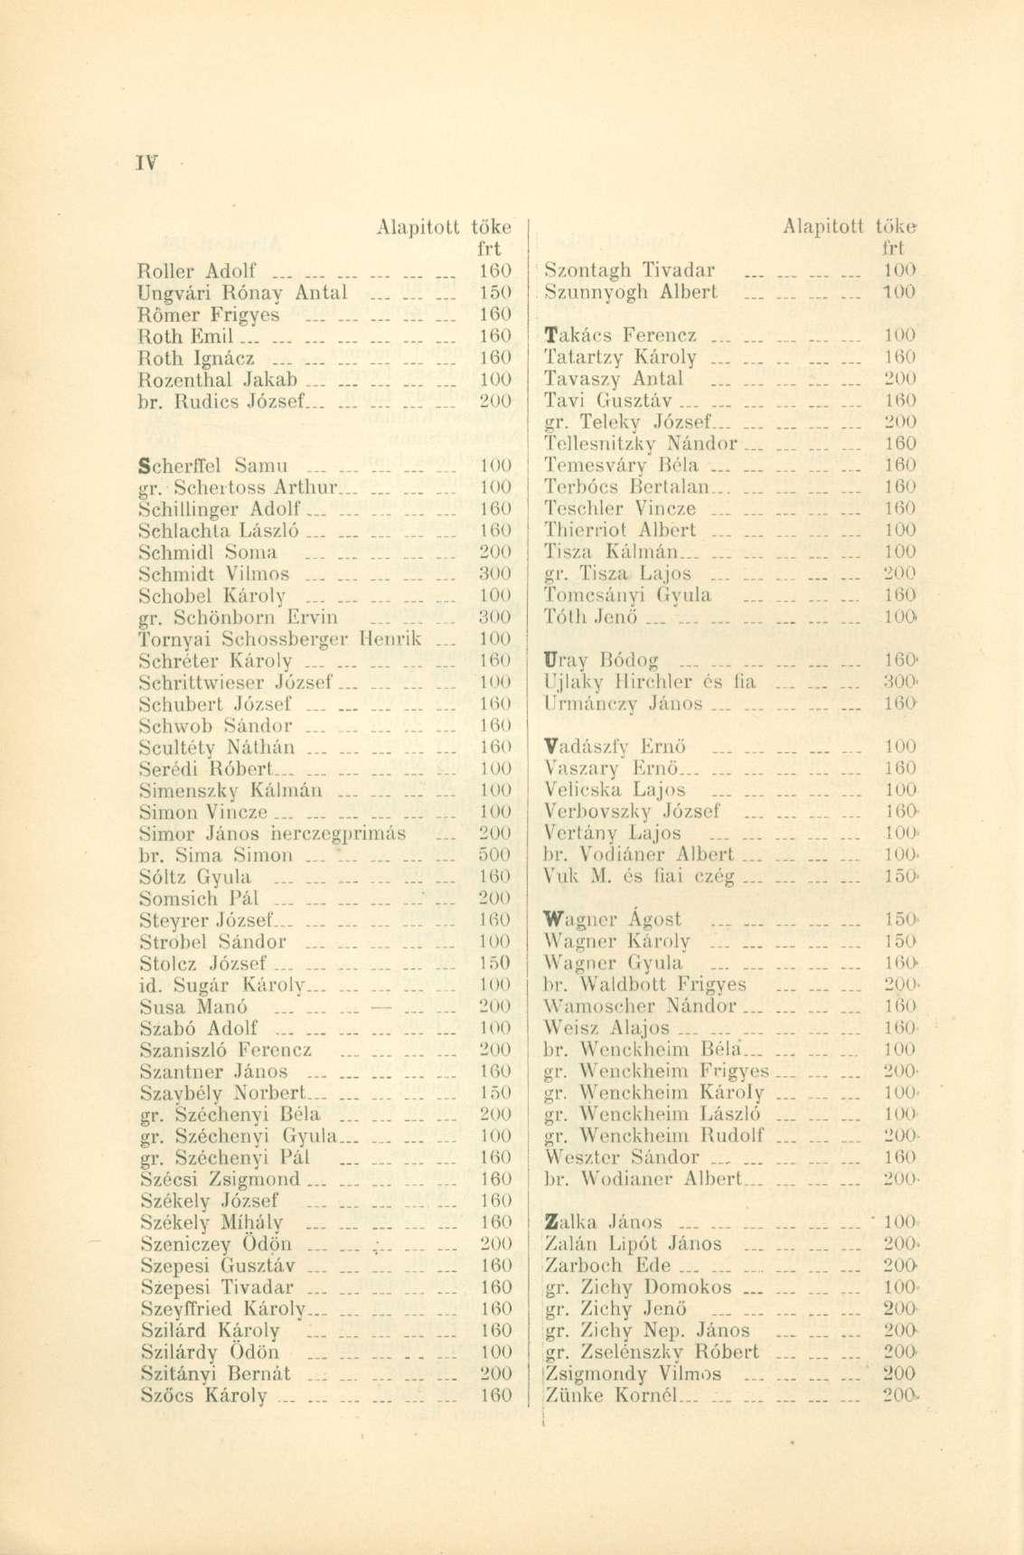 IV
Alapitott tőke
frt
Roller Adolf 160
Ungvári Rónay Antal 150
Römer Frigyes 160
Roth Emil 160
Roth Ignácz 160
Rozenthal Jakab 100
br. Rudics József 200
Scherffel Samu 100
gr. Schertoss Arthur 100
Schillinger Adolf 160
Schlachta László 160
Schmidl Soma 200
Schmidt Vilmos 300
Schobel Károly 100
gr. Schönborn Ervin 300
Tornyai Schossberger Henrik 100
Schréter Károly 160
Schrittwieser József 100
Schubert József 160
Schwob Sándor 160
Scultéty Náthán 160
Serédi Róbert 100
Simenszky Kálmán 100
Simon Vincze 100
Simor János herczegprimás 200
br. Sima Simon 500
Sóltz Gyula 160
Somsich Pál 200
Steyrer József 160
Strobel Sándor 100
Stolcz József 150
id. Sugár Károly 100
Susa Manó 200
Szabó Adolf 100
Szaniszló Ferencz 200
Szantner János 160
Szaybély Norbert 150
gr. Széchenyi Béla 200
gr. Széchenyi Gyula 100
gr. Széchenyi Pál 160
Szécsi Zsigmond 160
Székely József 160
Székely Míhály 160
Szeniczey Ödön 200
Szepesi Gusztáv 160
Szepesi Tivadar 160
Szeyffried Károly 160
Szilárd Károly 160
Szilárdy Ödön 100
Szitányi Bernát 200
Szőcs Károly 160
Alapitott tőke
frt
Szontagh Tivadar 100
Szunnyogh Albert 100
Takács Ferencz 100
Tatartzy Károly 160
Tavaszy Antal 200
Tavi Gusztáv 160
gr. Teleky József 200
Tellesnitzky Nándor 160
Temesváry Béla 160
Terbócs Bertalan 160
Teschler Vincze 160
Thierriot Albert 100
Tisza Kálmán 100
gr. Tisza Lajos 200
Tomcsányi Gyula 160
Tóth Jenő 100
Uray Bódog 160
Ujlaky Hirchler és fia 300
Urmánczy János 160
Vadászfy Ernő 100
Vaszary Ernő 160
Velicska Lajos 100
Verbovszky József 160
Vertány Lajos 100
br. Vodiáner Albert 100
Vuk M. és fiai czég 150
Wagner Ágost 150
Wagner Károly 150
Wagner Gyula 160
br. Waldbott Frigyes 200
Wamoscher Nándor 160
Weisz Alajos 160
br. Wenckheim Béla 100
gr. Wenckheim Frigyes 200
gr. Wenckheim Károly 100
gr. Wenckheim László 100
gr. Wenckheim Rudolf 200
Weszter Sándor 160
br. Wodianer Albert 200
Zalka János 100
Zalán Lipót János 200
Zarboch Ede 200
gr. Zichy Domokos 100
gr. Zichy Jenő 200
gr. Zichy Nep. János 200
gr. Zselénszky Róbert 200
Zsigmondy Vilmos 200
Zünke Kornél 200